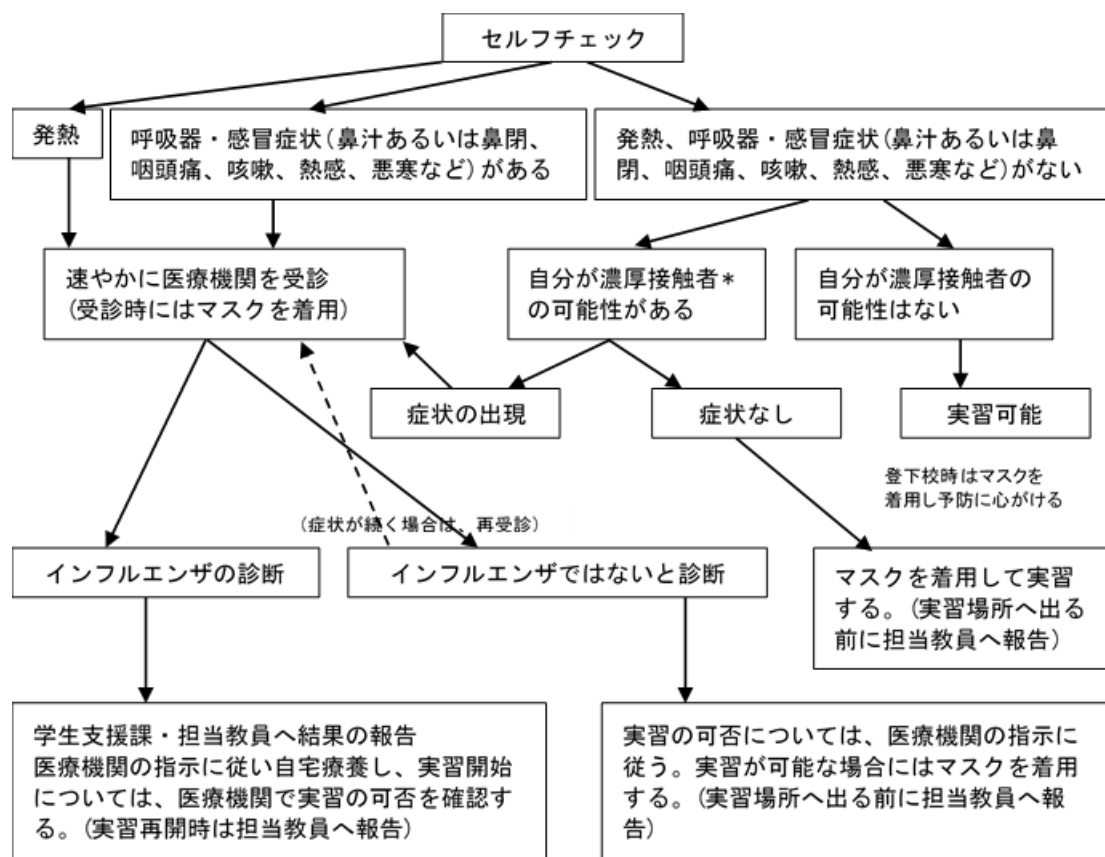 セルフチェック
発熱
呼吸器・感冒症状(鼻汁あるいは鼻閉、
咽頭痛、咳嗽、熱感、悪寒など)がある
発熱、呼吸器・感冒症状(鼻汁あるいは鼻
閉、咽頭痛、咳嗽、熱感、悪寒など)がない
速やかに医療機関を受診
(受診時にはマスクを着用)
自分が濃厚接触者*
の可能性がある
自分が濃厚接触者の
可能性はない
症状の出現
症状なし
実習可能
登下校時はマスクを
着用し予防に心がける
(症状が続く場合は、再受診)
インフルエンザの診断
インフルエンザではないと診断
マスクを着用して実習
する。(実習場所へ出る
前に担当教員へ報告)
学生支援課・担当教員へ結果の報告
医療機関の指示に従い自宅療養し、実習開始
については、医療機関で実習の可否を確認す
る。(実習再開時は担当教員へ報告)
実習の可否については、医療機関の指示に
従う。実習が可能な場合にはマスクを着用
する。(実習場所へ出る前に担当教員へ報
告)